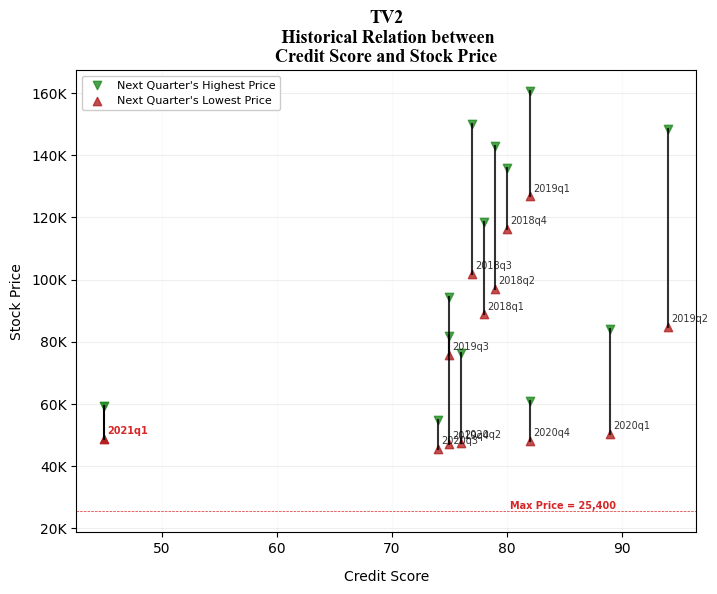 TV2
Historical Relation between
Credit Score and Stock Price
Next Quarter's Highest Price
Next Quarter's Lowest Price
160K
140K
120K
100K
80K
60K
40K
20K
Stock Price
2019q1
2018q4
2018q3
2018q2
2018q1
2019q2
2019q3
2020q1
2020q4
2019q4
2020q2
2020q3
2021q1
Max Price = 25,400
50
60
70
80
90
Credit Score